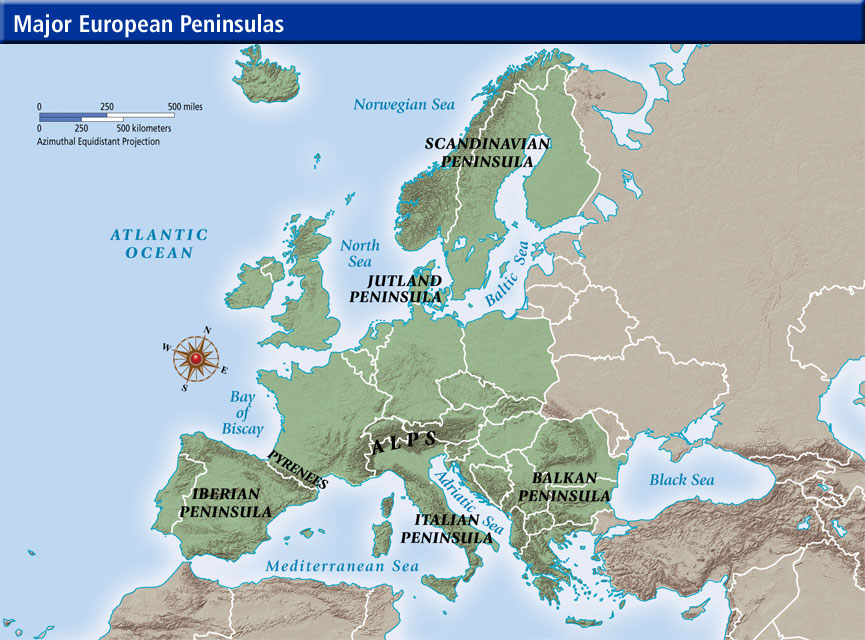 Major European Peninsulas
0 250 500 miles
0 250 500 kilometers
Azimuthal Equidistant Projection
Norwegian Sea
SCANDINAVIAN
PENINSULA
ATLANTIC
OCEAN
North
Sea
JUTLAND
PENINSULA
Baltic Sea
N
W
E
S
Bay
of
Biscay
ALPS
PYRENEES
IBERIAN
PENINSULA
Adriatic Sea
BALKAN
PENINSULA
Black Sea
ITALIAN
PENINSULA
Mediterranean Sea